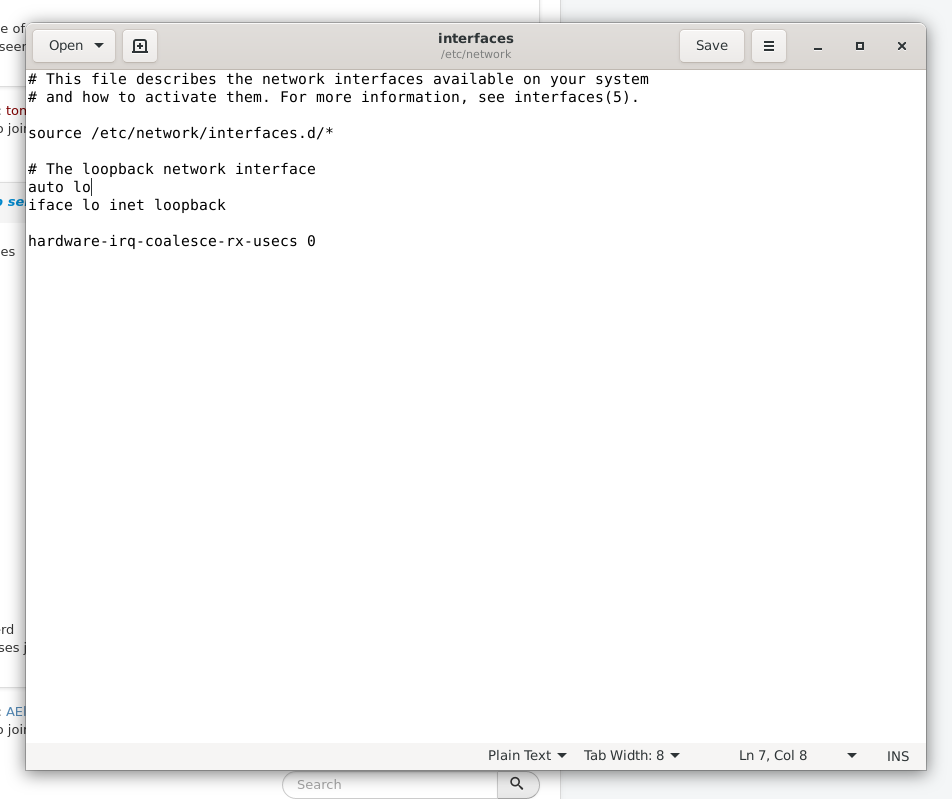 e of
seen
Open
interfaces
/etc/network
Save
# This file describes the network interfaces available on your system
# and how to activate them. For more information, see interfaces(5).
source /etc/network/interfaces.d/*
# The loopback network interface
auto lo
iface lo inet loopback
hardware-irq-coalesce-rx-usecs 0
: ton
o join
o se
es
rd
ses j
: AE
o join
Plain Text
Tab Width: 8
Ln 7, Col 8
INS
Search